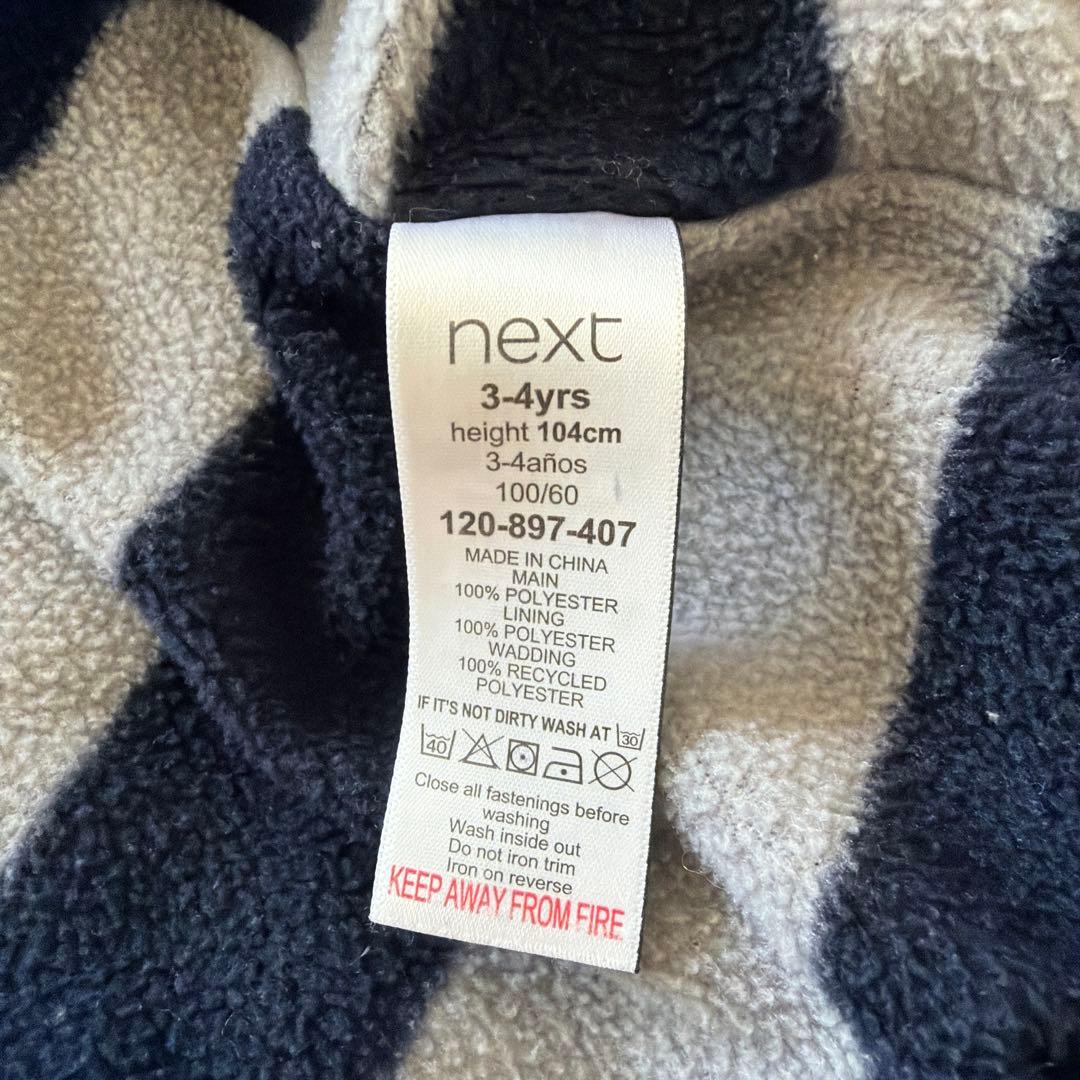 next
3-4yrs
height 104cm
3-4años
100/60
120-897-407
MADE IN CHINA
MAIN
100% POLYESTER
LINING
100% POLYESTER
WADDING
100% RECYCLED
POLYESTER
IF IT'S NOT DIRTY WASH AT 30
40
Close all fastenings before
washing
Wash inside out
Do not iron trim
Iron on reverse
KEEP AWAY FROM FIRE